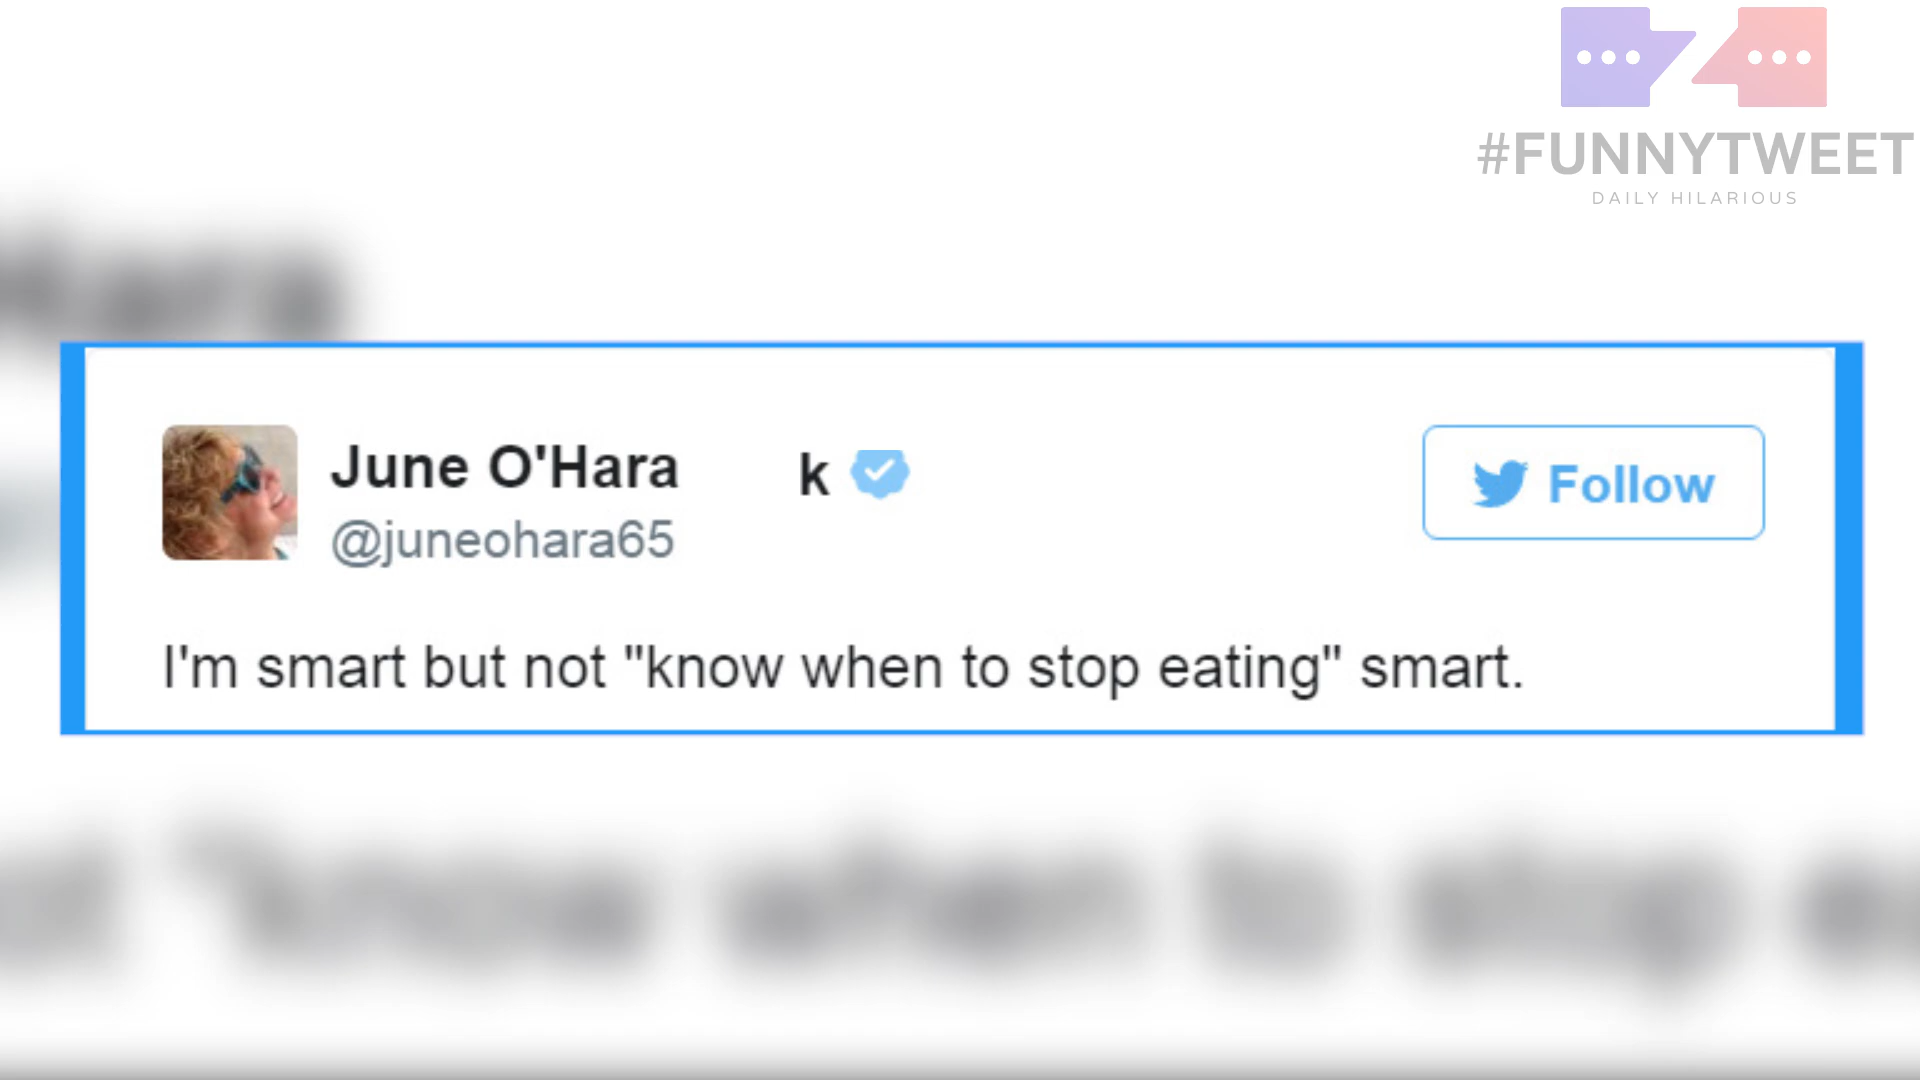 #FUNNYTWEET
DAILY HILARIOUS
June O'Hara k
@juneohara65
Follow
I'm smart but not "know when to stop eating" smart.